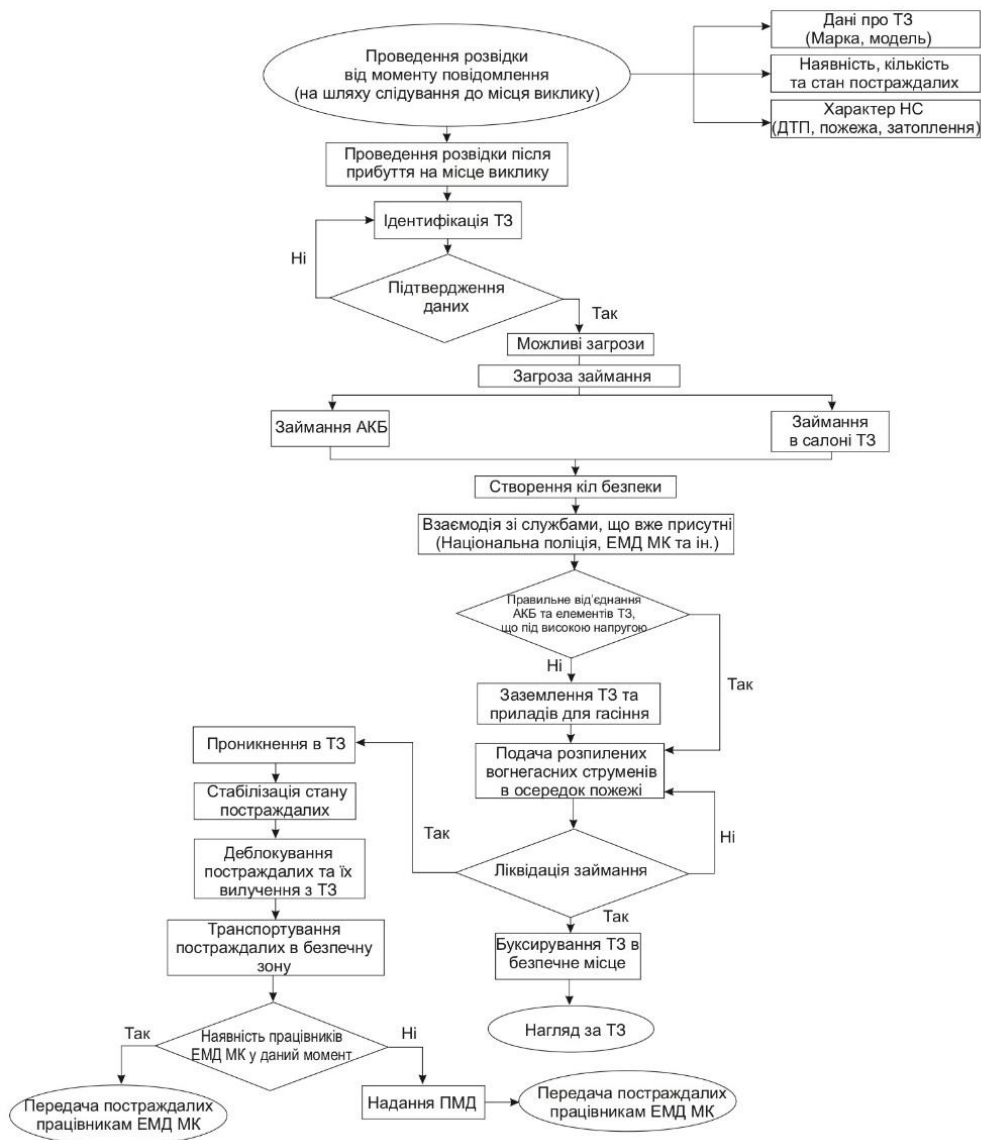 Проведення розвідки
від моменту повідомлення
(на шляху слідування до місця виклику)
Дані про ТЗ
(Марка, модель)
Наявність, кількість
та стан постраждалих
Характер НС
(ДТП, пожежа, затоплення)
Проведення розвідки після
прибуття на місце виклику
Ідентифікація ТЗ
Ні
Підтвердження
даних
Так
Можливі загрози
Загроза займання
Займання АКБ
Займання
в салоні ТЗ
Створення кіл безпеки
Взаємодія зі службами, що вже присутні
(Національна поліція, ЕМД МК та ін.)
Правильне від’єднання
АКБ та елементів ТЗ,
що під високою напругою
Ні
Так
Заземлення ТЗ та
приладів для гасіння
Проникнення в ТЗ
Подача розпилених
вогнегасних струменів
в осередок пожежі
Стабілізація стану
постраждалих
Так
Ні
Деблокування
постраждалих та їх
вилучення з ТЗ
Ліквідація займання
Так
Транспортування
постраждалих в безпечну
зону
Буксирування ТЗ в
безпечне місце
Нагляд за ТЗ
Так
Наявність працівників
ЕМД МК у даний момент
Ні
Передача постраждалих
працівникам ЕМД МК
Надання ПМД
Передача постраждалих
працівникам ЕМД МК